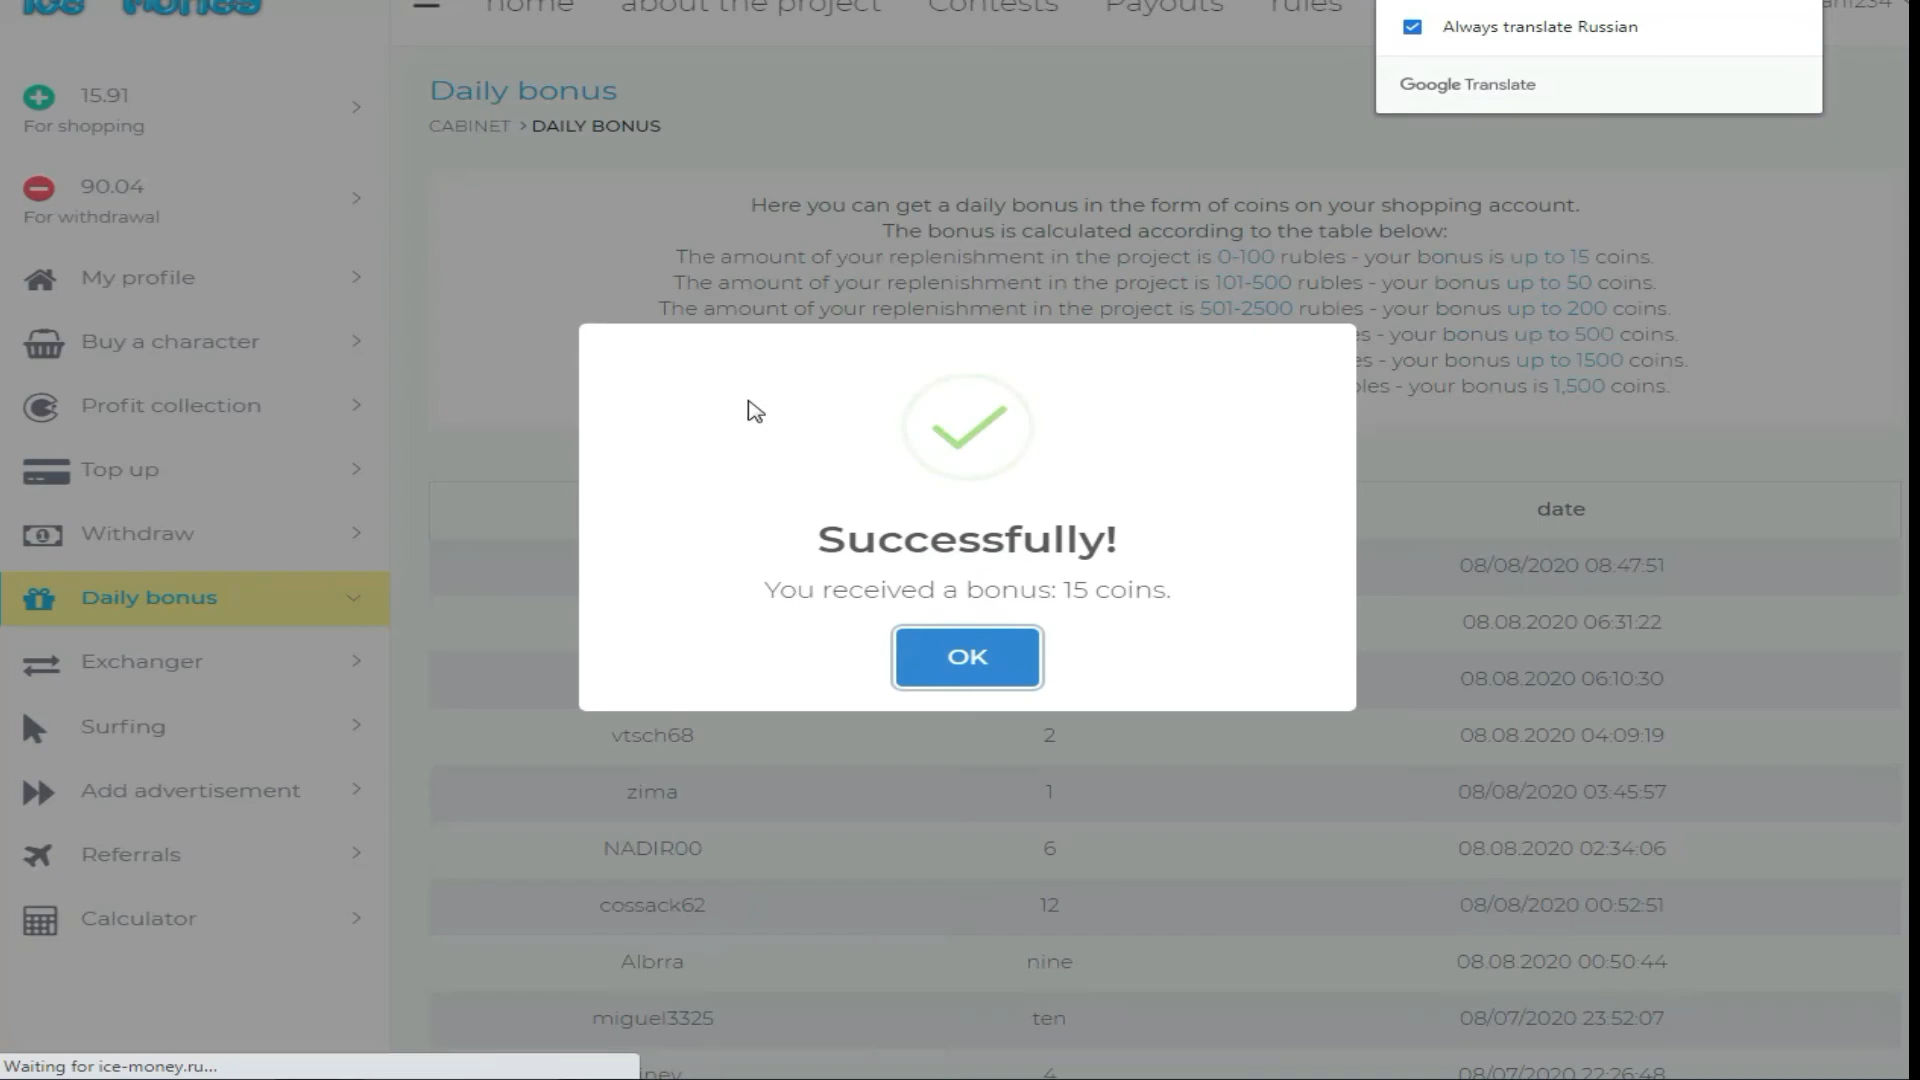 Ice Money
home about the project Contests Payouts rules
Always translate Russian
Google Translate
15.91
For shopping
90.04
For withdrawal
My profile
Buy a character
Profit collection
Top up
Withdraw
Daily bonus
Exchanger
Surfing
Add advertisement
Referrals
Calculator
Daily bonus
CABINET > DAILY BONUS
Here you can get a daily bonus in the form of coins on your shopping account.
The bonus is calculated according to the table below:
The amount of your replenishment in the project is 0-100 rubles - your bonus is up to 15 coins.
The amount of your replenishment in the project is 101-500 rubles - your bonus up to 50 coins.
The amount of your replenishment in the project is 501-2500 rubles - your bonus up to 200 coins.
- your bonus up to 500 coins.
- your bonus up to 1500 coins.
- your bonus is 1,500 coins.
Successfully!
You received a bonus: 15 coins.
OK
date
08/08/2020 08:47:51
08.08.2020 06:31:22
08.08.2020 06:10:30
vtsch68 2 08.08.2020 04:09:19
zima 1 08/08/2020 03:45:57
NADIR00 6 08.08.2020 02:34:06
cossack62 12 08/08/2020 00:52:51
Albrra nine 08.08.2020 00:50:44
miguel3325 ten 08/07/2020 23:52:07
4 08/07/2020 22:26:48
Waiting for ice-money.ru...